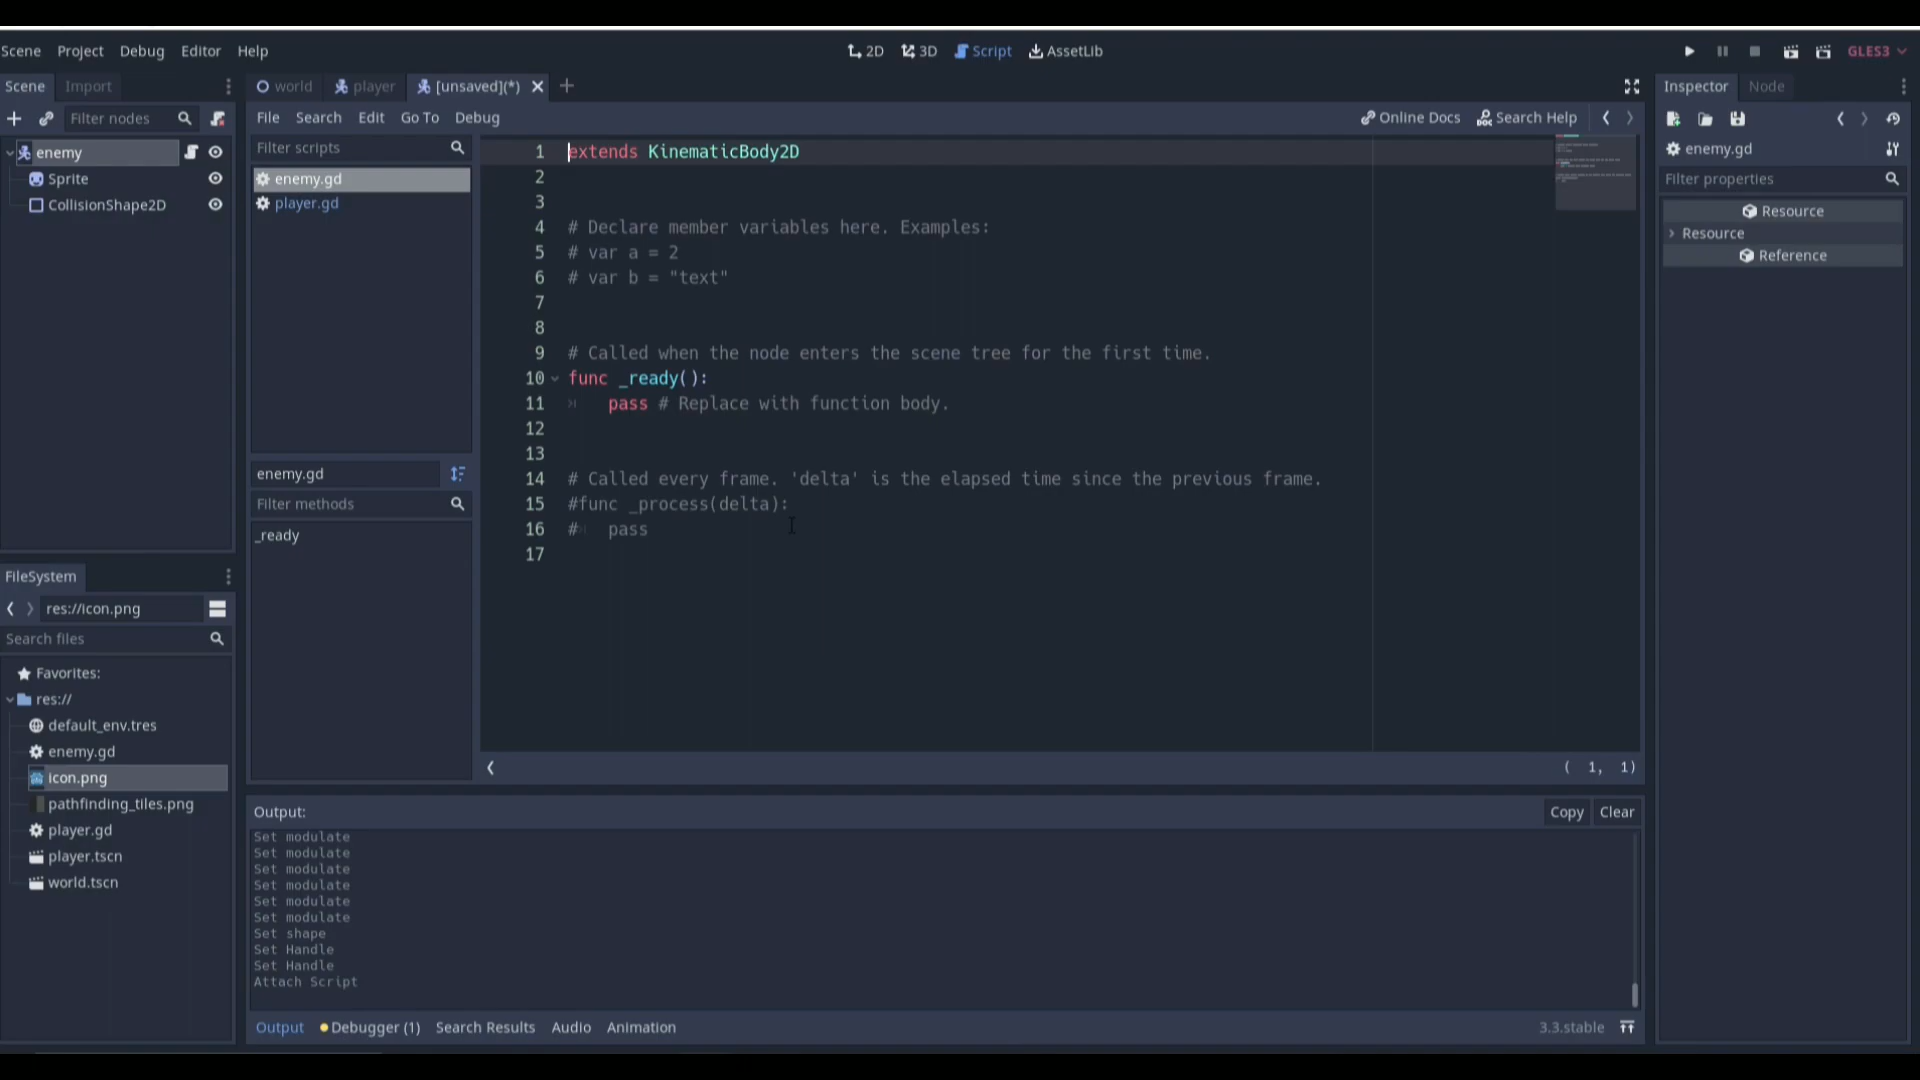 Scene Project Debug Editor Help
2D 3D Script AssetLib
GLES3
Scene Import
world player [unsaved](*)
Inspector Node
Filter nodes
File Search Edit Go To Debug
Online Docs Search Help
enemy
Sprite
CollisionShape2D
Filter scripts
enemy.gd
player.gd
enemy.gd
Filter methods
_ready
1 extends KinematicBody2D
2
3
4 # Declare member variables here. Examples:
5 # var a = 2
6 # var b = "text"
7
8
9 # Called when the node enters the scene tree for the first time.
10 func _ready():
11 pass # Replace with function body.
12
13
14 # Called every frame. 'delta' is the elapsed time since the previous frame.
15 #func _process(delta):
16 # pass
17
( 1, 1)
enemy.gd
Filter properties
Resource
Resource
Reference
FileSystem
res://icon.png
Search files
Favorites:
res://
default_env.tres
enemy.gd
icon.png
pathfinding_tiles.png
player.gd
player.tscn
world.tscn
Output:
Copy Clear
Set modulate
Set modulate
Set modulate
Set modulate
Set modulate
Set modulate
Set shape
Set Handle
Set Handle
Attach Script
Output Debugger (1) Search Results Audio Animation
3.3.stable